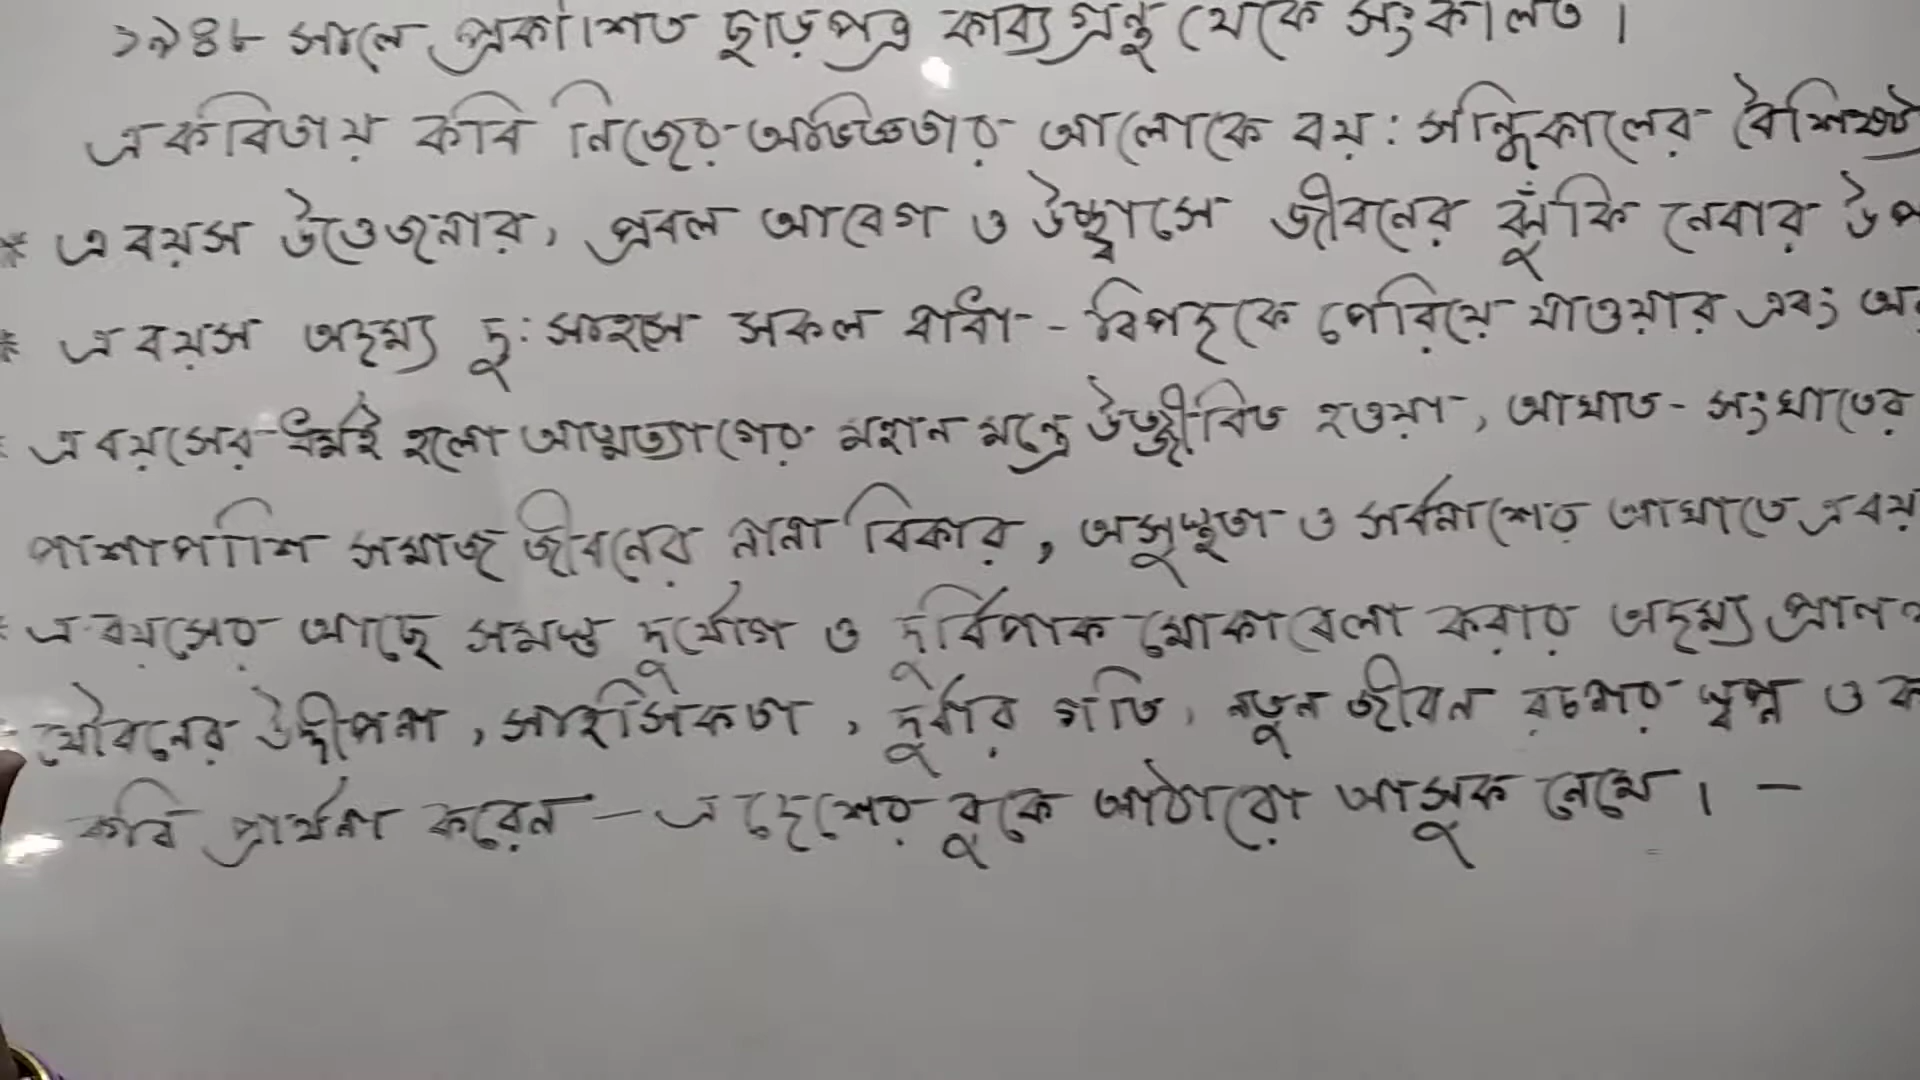 ১৯৪৮ সালে প্রকাশিত ছাড়পত্র কাব্যগ্রন্থ থেকে সংকলিত।
এ কবিতায় কবি নিজের অভিজ্ঞতার আলোকে বয়:সন্ধিকালের বৈশিষ্ট্য
* এ বয়স উত্তেজনার, প্রবল আবেগ ও উচ্ছ্বাসে জীবনের ঝুঁকি নেবার উপ
* এ বয়স অদম্য দু:সাহসে সকল বাধা-বিপদকে পেরিয়ে যাওয়ার এবং অ
* এ বয়সের ধর্মই হলো আত্মত্যাগের মহান মন্ত্রে উজ্জীবিত হওয়া, আঘাত-সংঘাতের
পাশাপাশি সমাজ জীবনের নানা বিকার, অসুস্থতা ও সর্বনাশের আঘাতে এ বয়
* এ বয়সের আছে সমস্ত দুর্যোগ ও দুর্বিপাক মোকাবেলা করার অদম্য প্রান
যৌবনের উদ্দীপনা, সাহসিকতা, দুর্বার গতি, নতুন জীবন রচনার স্বপ্ন ও ক
কবি প্রার্থনা করেন – এ দেশের বুকে আঠারো আসুক নেমে। –